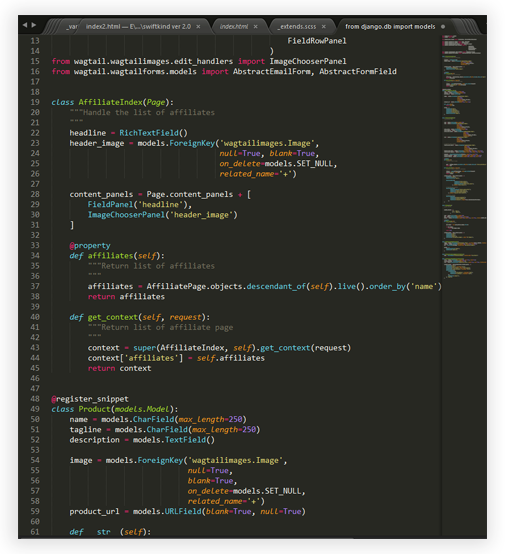 _var
index2.html — E\...\swiftkind ver 2.0
index.html
_extends.scss
from django.db import models
13 FieldRowPanel
14 )
15 from wagtail.wagtailimages.edit_handlers import ImageChooserPanel
16 from wagtail.wagtailforms.models import AbstractEmailForm, AbstractFormField
17
18
19 class AffiliateIndex(Page):
20 """Handle the list of affiliates
21 """
22 headline = RichTextField()
23 header_image = models.ForeignKey('wagtailimages.Image',
24 null=True, blank=True,
25 on_delete=models.SET_NULL,
26 related_name='+')
27
28 content_panels = Page.content_panels + [
29 FieldPanel('headline'),
30 ImageChooserPanel('header_image')
31 ]
32
33 @property
34 def affiliates(self):
35 """Return list of affiliates
36 """
37 affiliates = AffiliatePage.objects.descendant_of(self).live().order_by('name')
38 return affiliates
39
40 def get_context(self, request):
41 """Return list of affiliate page
42 """
43 context = super(AffiliateIndex, self).get_context(request)
44 context['affiliates'] = self.affiliates
45 return context
46
47
48 @register_snippet
49 class Product(models.Model):
50 name = models.CharField(max_length=250)
51 tagline = models.CharField(max_length=250)
52 description = models.TextField()
53
54 image = models.ForeignKey('wagtailimages.Image',
55 null=True,
56 blank=True,
57 on_delete=models.SET_NULL,
58 related_name='+')
59 product_url = models.URLField(blank=True, null=True)
60
61 def __str__(self):